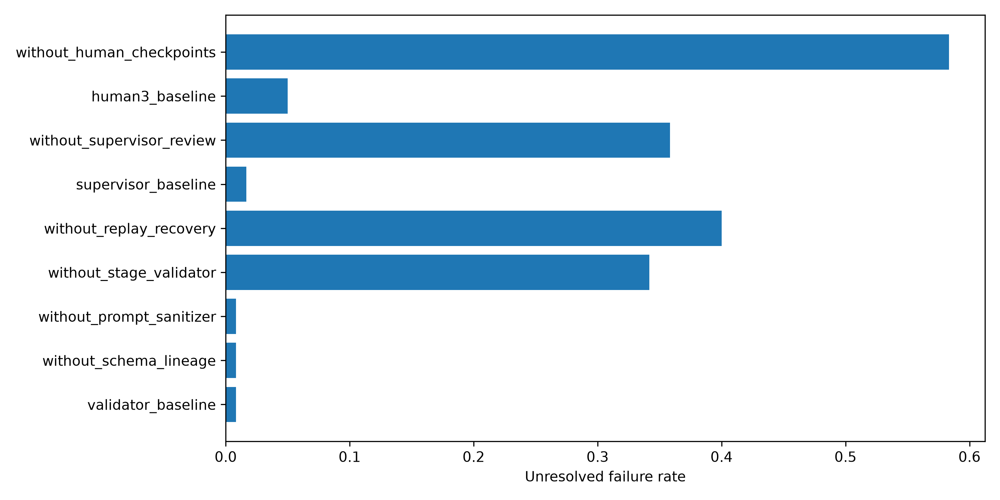 without_human_checkpoints
human3_baseline
without_supervisor_review
supervisor_baseline
without_replay_recovery
without_stage_validator
without_prompt_sanitizer
without_schema_lineage
validator_baseline
0.0 0.1 0.2 0.3 0.4 0.5 0.6
Unresolved failure rate